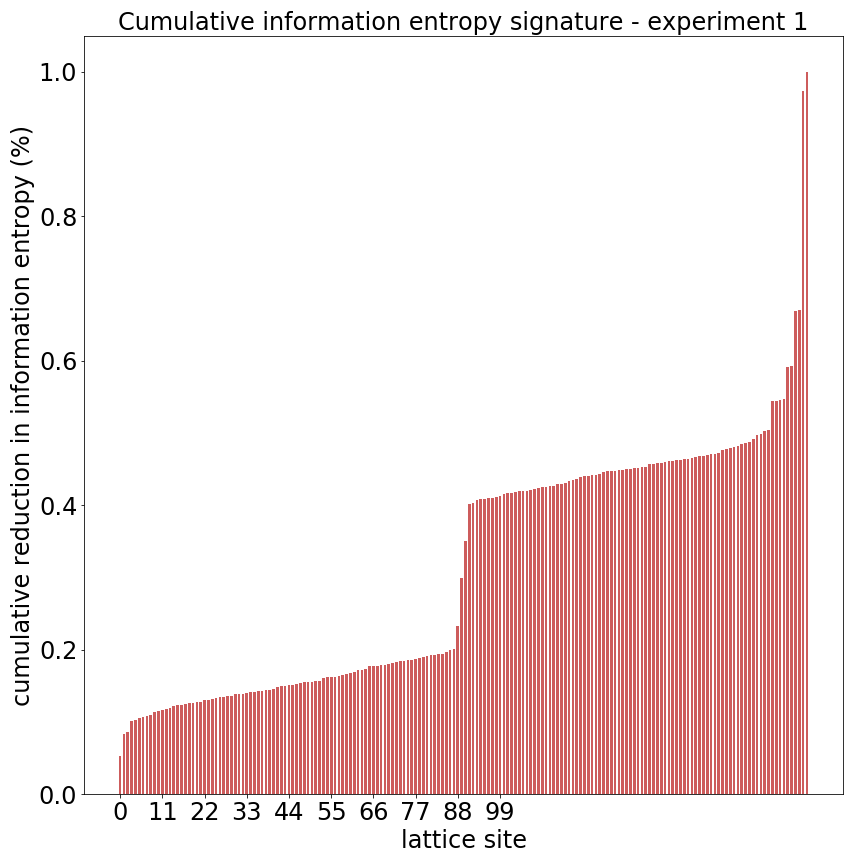 Cumulative information entropy signature - experiment 1
cumulative reduction in information entropy (%)
1.0
0.8
0.6
0.4
0.2
0.0
0 11 22 33 44 55 66 77 88 99
lattice site